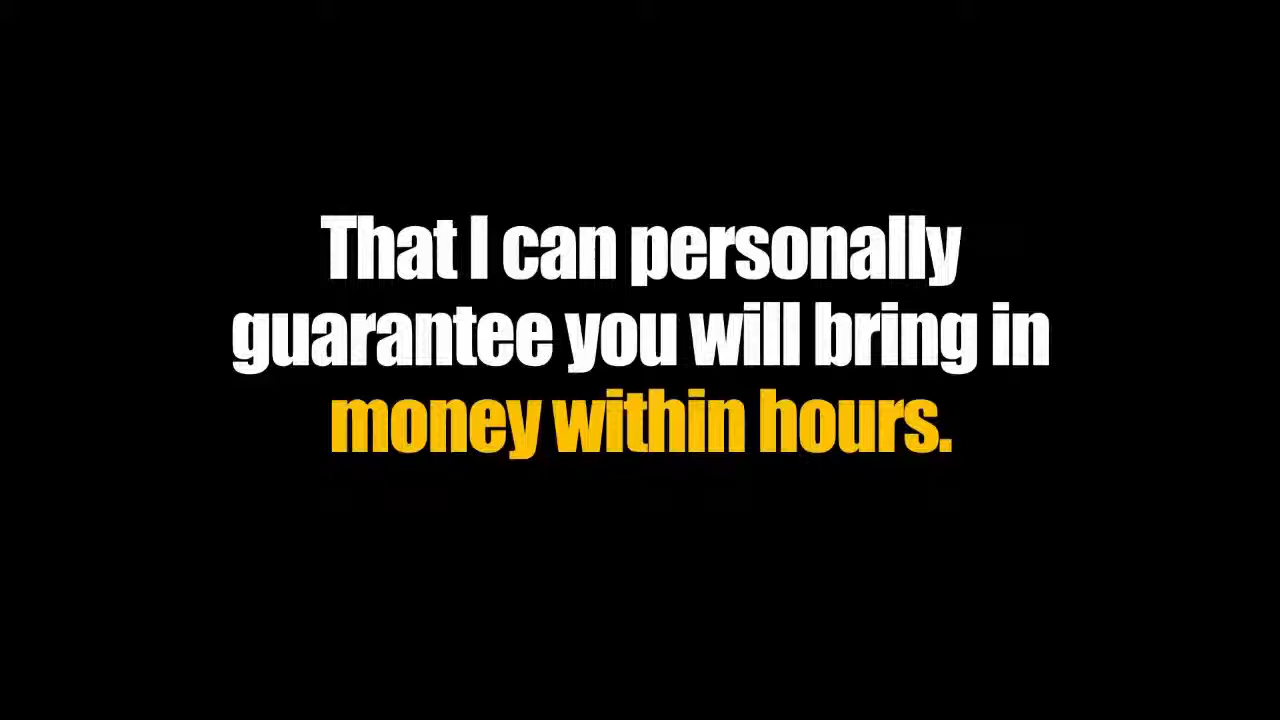 That I can personally
guarantee you will bring in
money within hours.